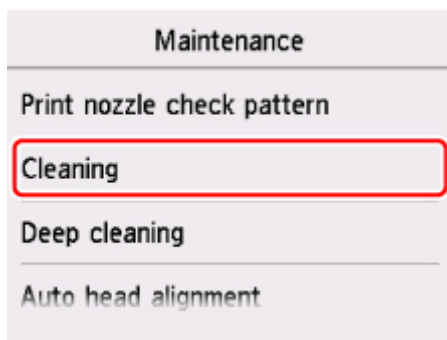 Maintenance
Print nozzle check pattern
Cleaning
Deep cleaning
Auto head alignment